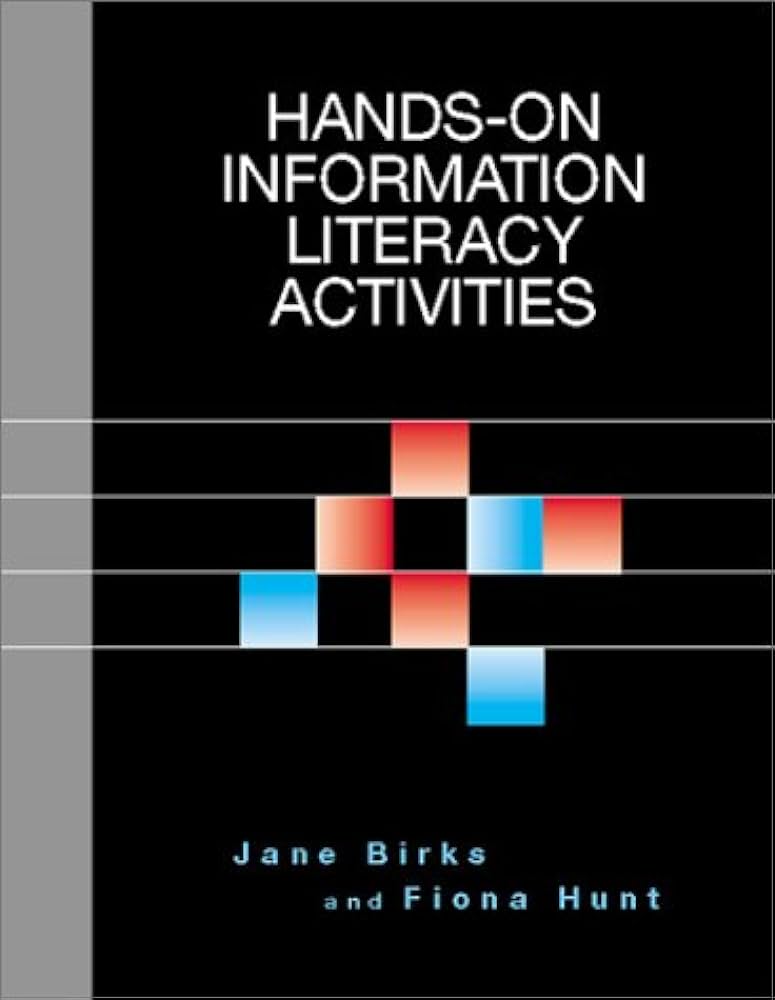 HANDS-ON
INFORMATION
LITERACY
ACTIVITIES
Jane Birks
and Fiona Hunt